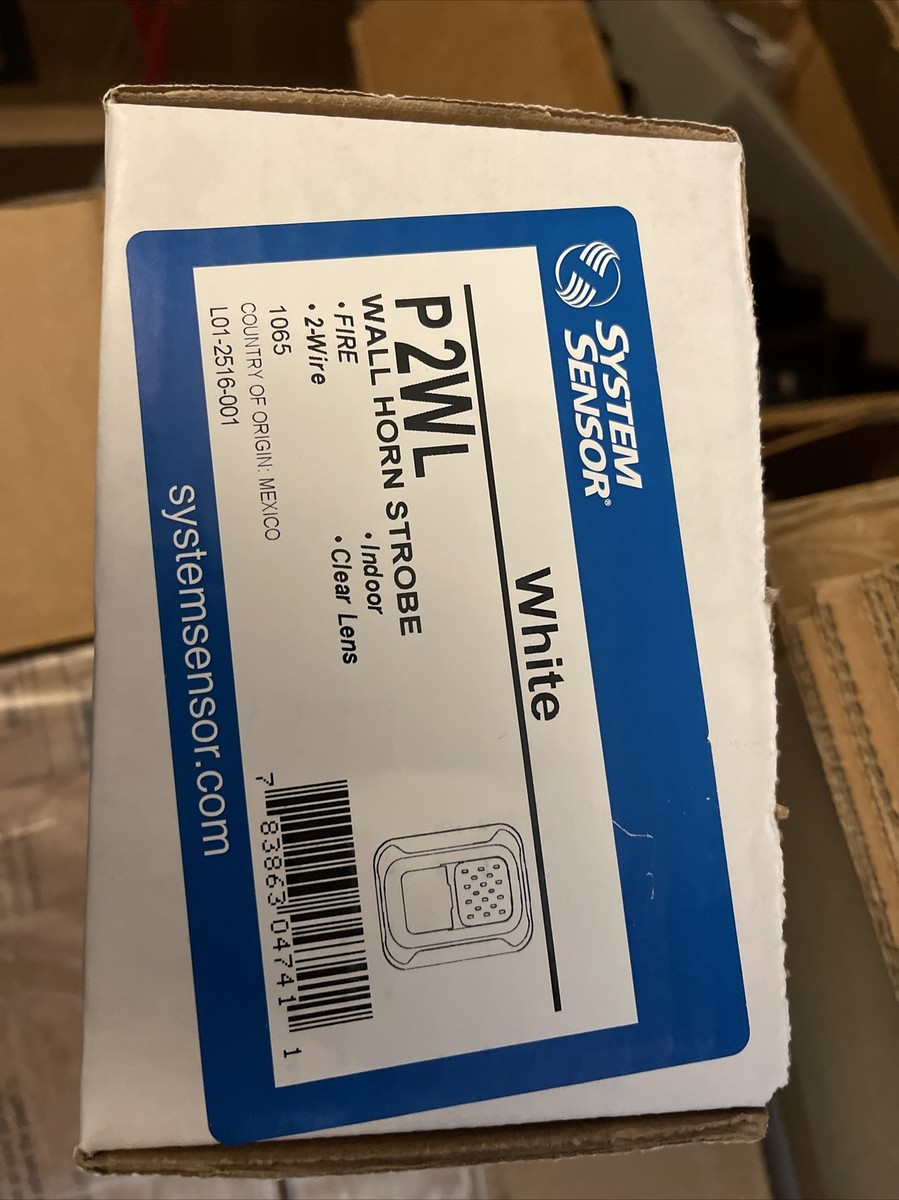 SYSTEM
SENSOR®
White
P2WL
WALL HORN STROBE
• FIRE
• Indoor
• 2-Wire
• Clear Lens
1065
COUNTRY OF ORIGIN: MEXICO
L01-2516-001
7 83863 04741 1
systemsensor.com